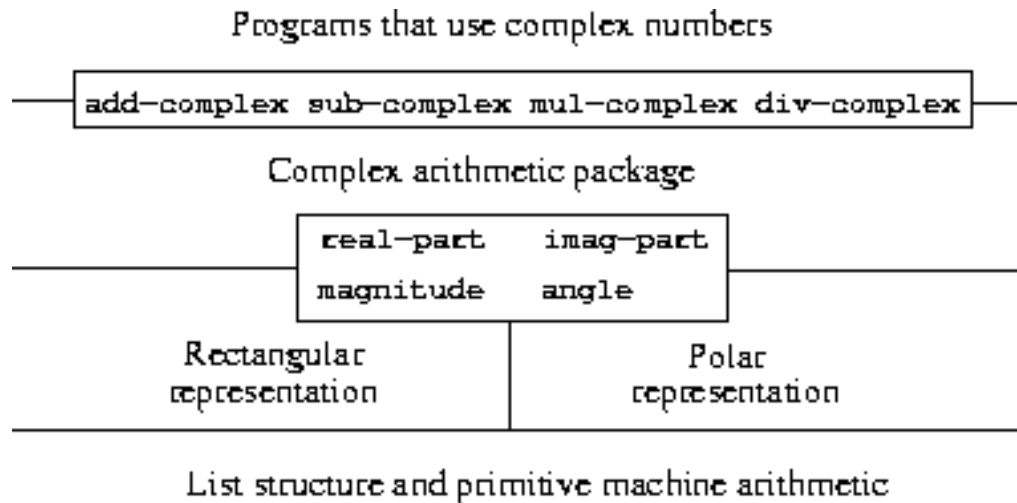 Programs that use complex numbers
add-complex sub-complex mul-complex div-complex
Complex arithmetic package
real-part imag-part
magnitude angle
Rectangular
representation
Polar
representation
List structure and primitive machine arithmetic